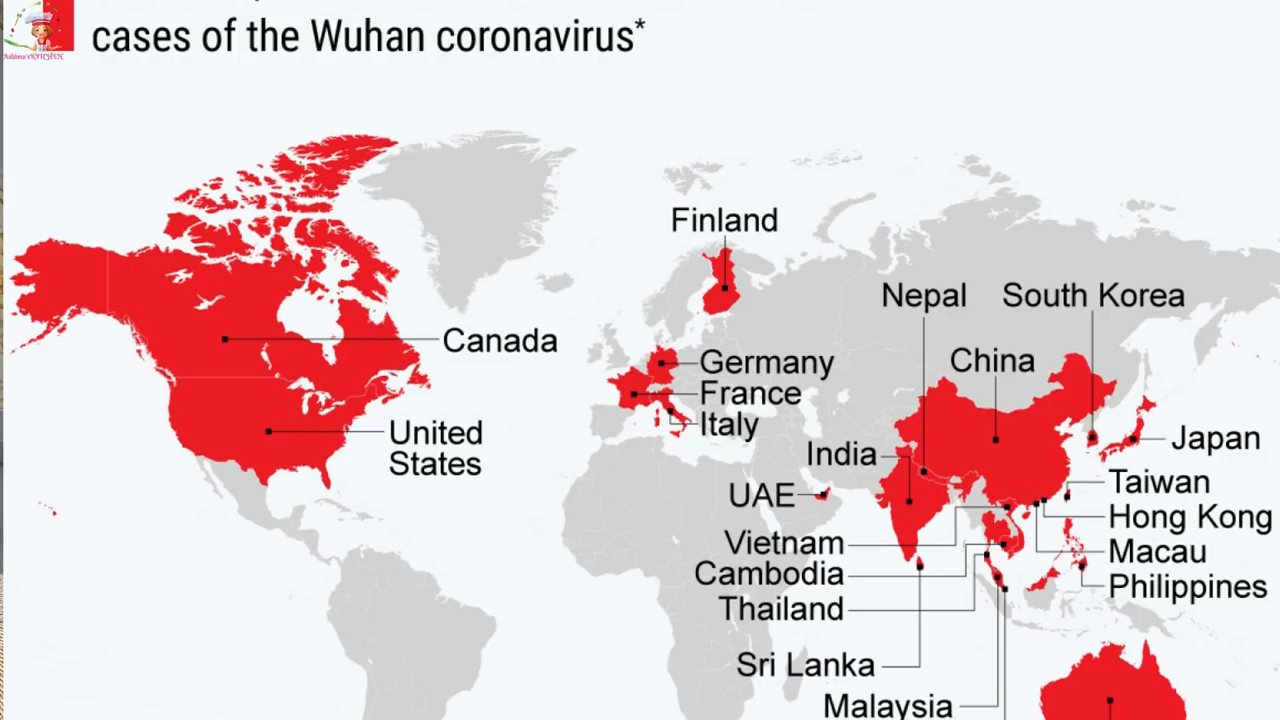 cases of the Wuhan coronavirus*
Finland
Nepal
South Korea
Canada
Germany
China
France
Italy
United
States
India
Japan
UAE
Taiwan
Hong Kong
Vietnam
Macau
Cambodia
Philippines
Thailand
Sri Lanka
Malaysia